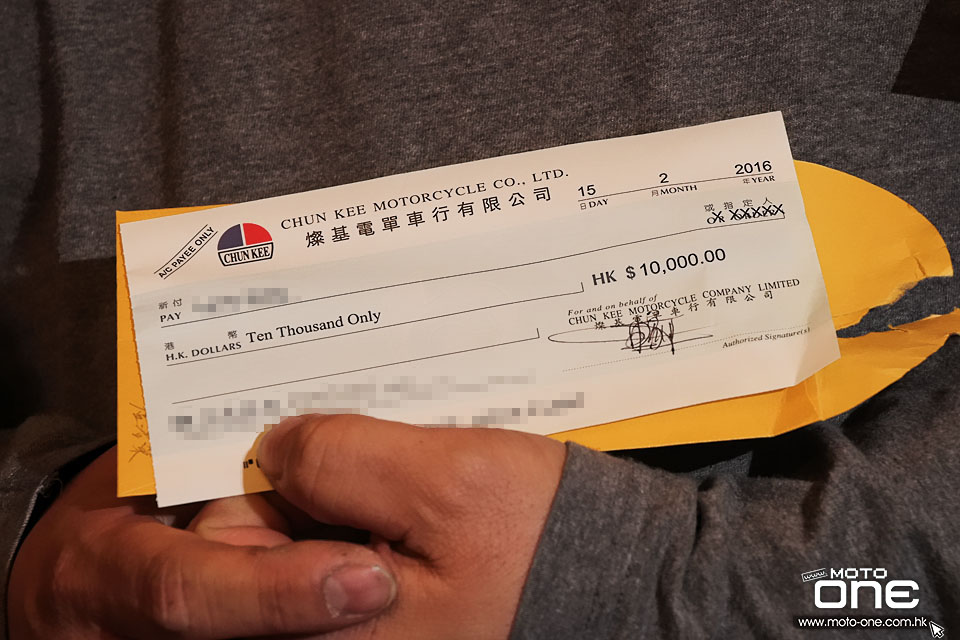 CHUN KEE MOTORCYCLE CO., LTD.
燦基電單車行有限公司
A/C PAYEE ONLY
CHUN KEE
15 2 2016
日DAY 月MONTH 年YEAR
或指定人
OR ORDER
祈付
PAY
HK $10,000.00
港幣
H.K. DOLLARS Ten Thousand Only
For and on behalf of
CHUN KEE MOTORCYCLE COMPANY LIMITED
燦基電單車行有限公司
Authorized Signature(s)
www.MOTO
ONE
www.moto-one.com.hk